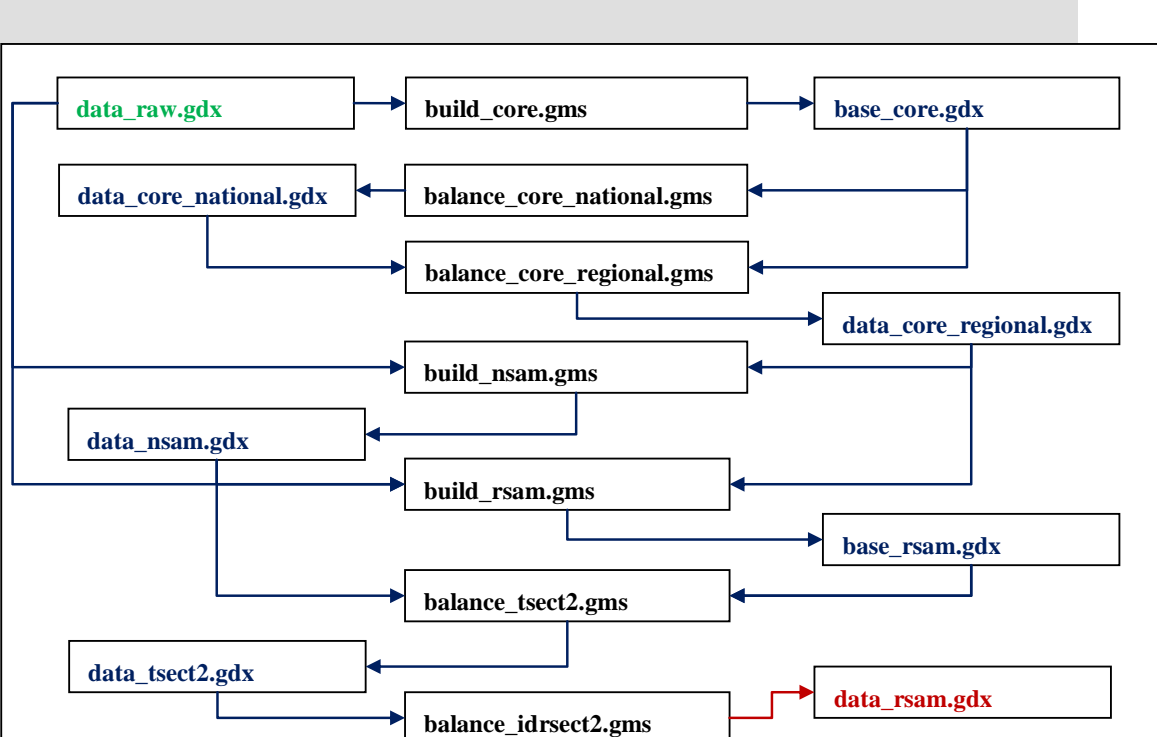 data_raw.gdx
build_core.gms
base_core.gdx
data_core_national.gdx
balance_core_national.gms
balance_core_regional.gms
data_core_regional.gdx
build_nsam.gms
data_nsam.gdx
build_rsam.gms
base_rsam.gdx
balance_tsect2.gms
data_tsect2.gdx
data_rsam.gdx
balance_idrsect2.gms